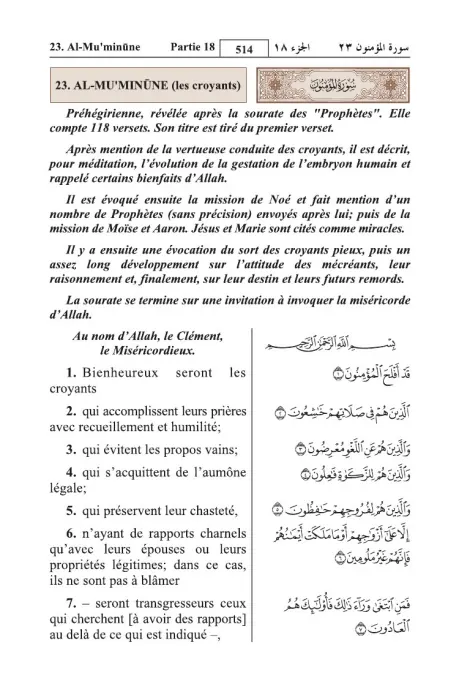 23. Al-Mu'minūne Partie 18 514 الجزء ١٨ سورة المؤمنون ٢٣
23. AL-MU'MINŪNE (les croyants) سُورَةُ المُؤْمِنُونَ
Préhégirienne, révélée après la sourate des "Prophètes". Elle
compte 118 versets. Son titre est tiré du premier verset.
Après mention de la vertueuse conduite des croyants, il est décrit,
pour méditation, l'évolution de la gestation de l'embryon humain et
rappelé certains bienfaits d'Allah.
Il est évoqué ensuite la mission de Noé et fait mention d'un
nombre de Prophètes (sans précision) envoyés après lui; puis de la
mission de Moïse et Aaron. Jésus et Marie sont cités comme miracles.
Il y a ensuite une évocation du sort des croyants pieux, puis un
assez long développement sur l'attitude des mécréants, leur
raisonnement et, finalement, sur leur destin et leurs futurs remords.
La sourate se termine sur une invitation à invoquer la miséricorde
d'Allah.
Au nom d'Allah, le Clément,
le Miséricordieux.
1. Bienheureux seront les
croyants
2. qui accomplissent leurs prières
avec recueillement et humilité;
3. qui évitent les propos vains;
4. qui s'acquittent de l'aumône
légale;
5. qui préservent leur chasteté,
6. n'ayant de rapports charnels
qu'avec leurs épouses ou leurs
propriétés légitimes; dans ce cas,
ils ne sont pas à blâmer
7. – seront transgresseurs ceux
qui cherchent [à avoir des rapports]
au delà de ce qui est indiqué –,
بِسْمِ اللَّهِ الرَّحْمَٰنِ الرَّحِيمِ
قَدْ أَفْلَحَ الْمُؤْمِنُونَ ١
الَّذِينَ هُمْ فِي صَلَاتِهِمْ خَاشِعُونَ ٢
وَالَّذِينَ هُمْ عَنِ اللَّغْوِ مُعْرِضُونَ ٣
وَالَّذِينَ هُمْ لِلزَّكَوٰةِ فَاعِلُونَ ٤
وَالَّذِينَ هُمْ لِفُرُوجِهِمْ حَافِظُونَ ٥
إِلَّا عَلَىٰ أَزْوَاجِهِمْ أَوْ مَا مَلَكَتْ أَيْمَانُهُمْ
فَإِنَّهُمْ غَيْرُ مَلُومِينَ ٦
فَمَنِ ابْتَغَىٰ وَرَاءَ ذَٰلِكَ فَأُولَٰئِكَ هُمُ
الْعَادُونَ ٧